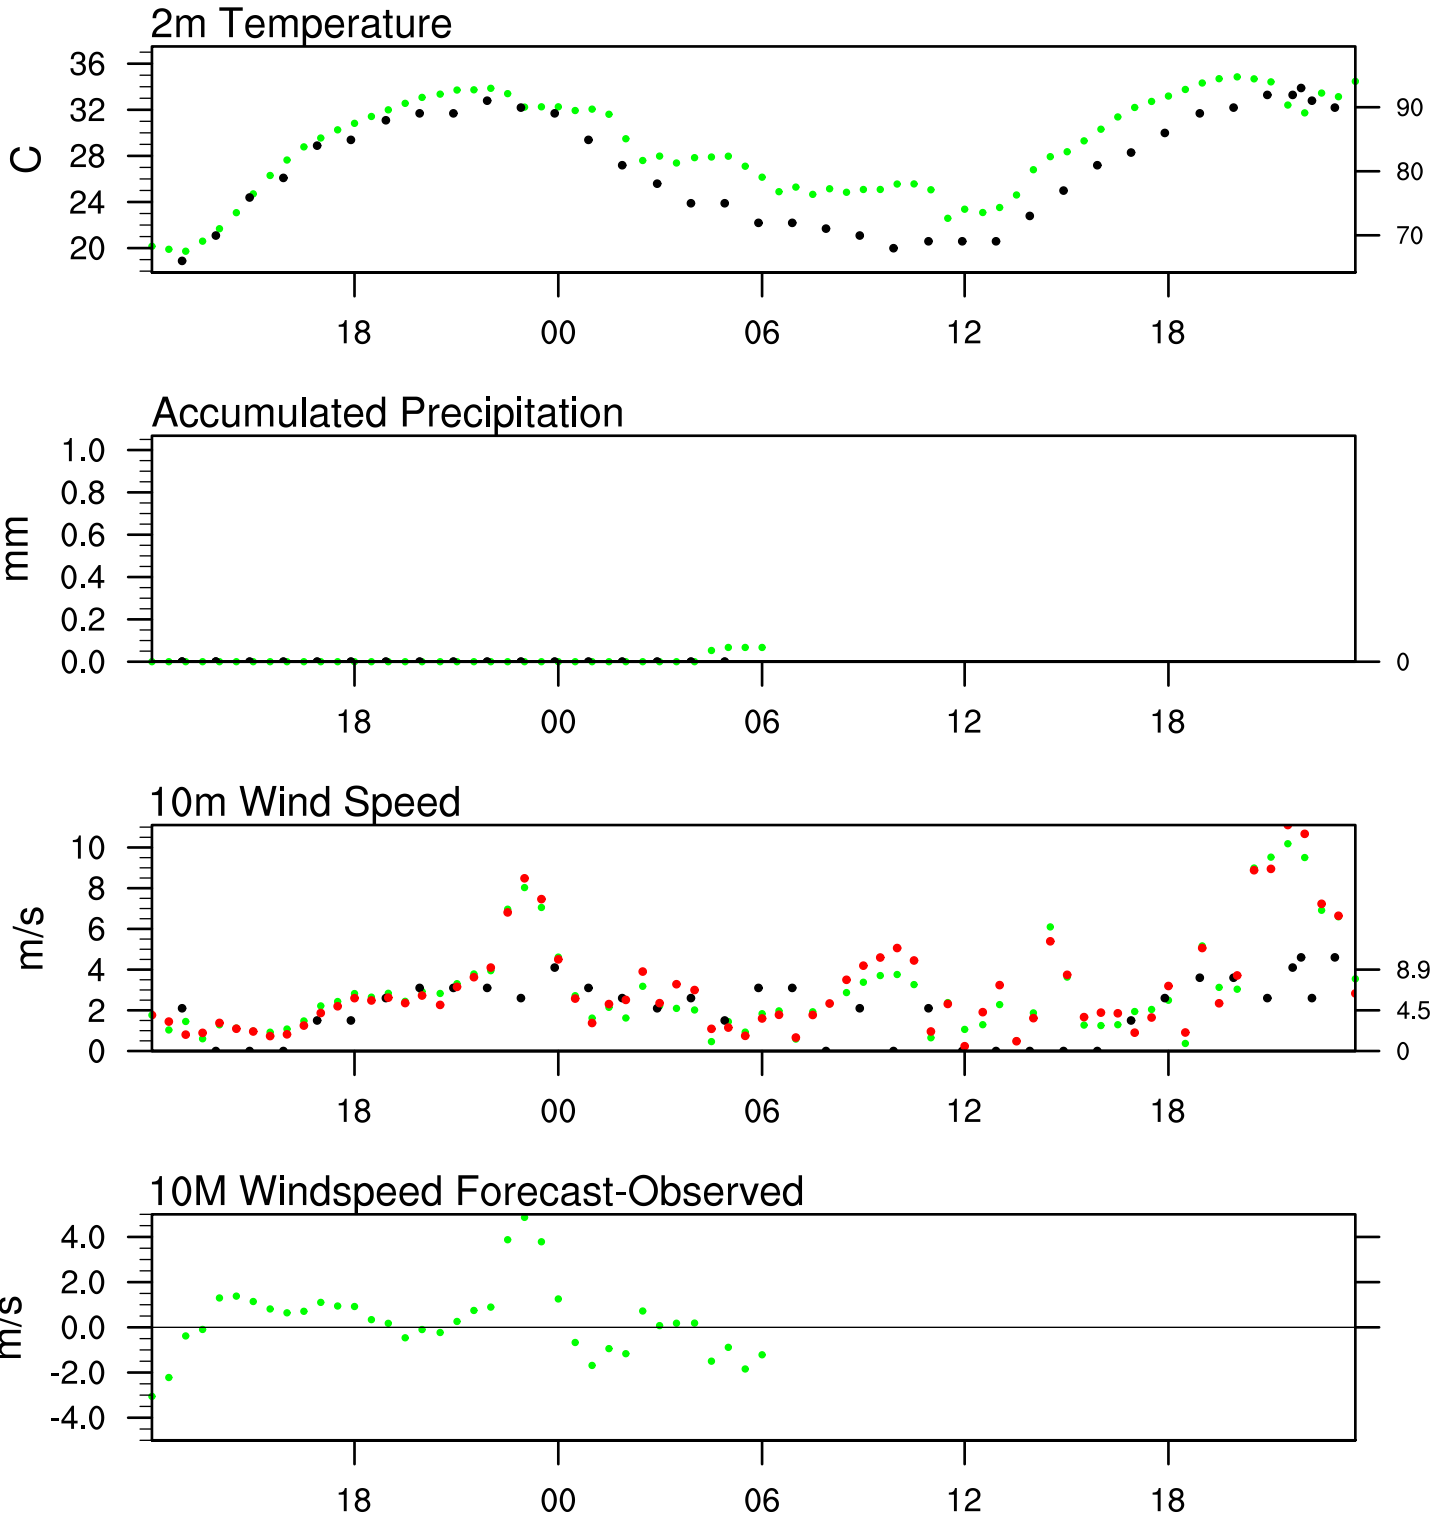 2m Temperature
36
32
28
24
20
C
90
80
70
18 00 06 12 18
Accumulated Precipitation
1.0
0.8
0.6
0.4
0.2
0.0
mm
0
18 00 06 12 18
10m Wind Speed
10
8
6
4
2
0
m/s
8.9
4.5
0
18 00 06 12 18
10M Windspeed Forecast-Observed
4.0
2.0
0.0
-2.0
-4.0
m/s
18 00 06 12 18